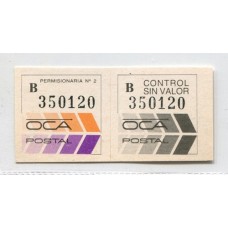 PERMISIONARIA Nº 2
B
350120
OCA
POSTAL
CONTROL
SIN VALOR
B
350120
OCA
POSTAL